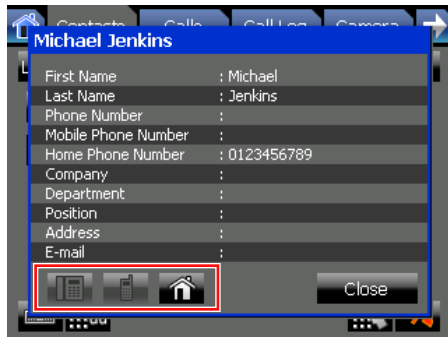 Contacts Calls Call Log Camera
Michael Jenkins
First Name : Michael
Last Name : Jenkins
Phone Number :
Mobile Phone Number :
Home Phone Number : 0123456789
Company :
Department :
Position :
Address :
E-mail :
Close